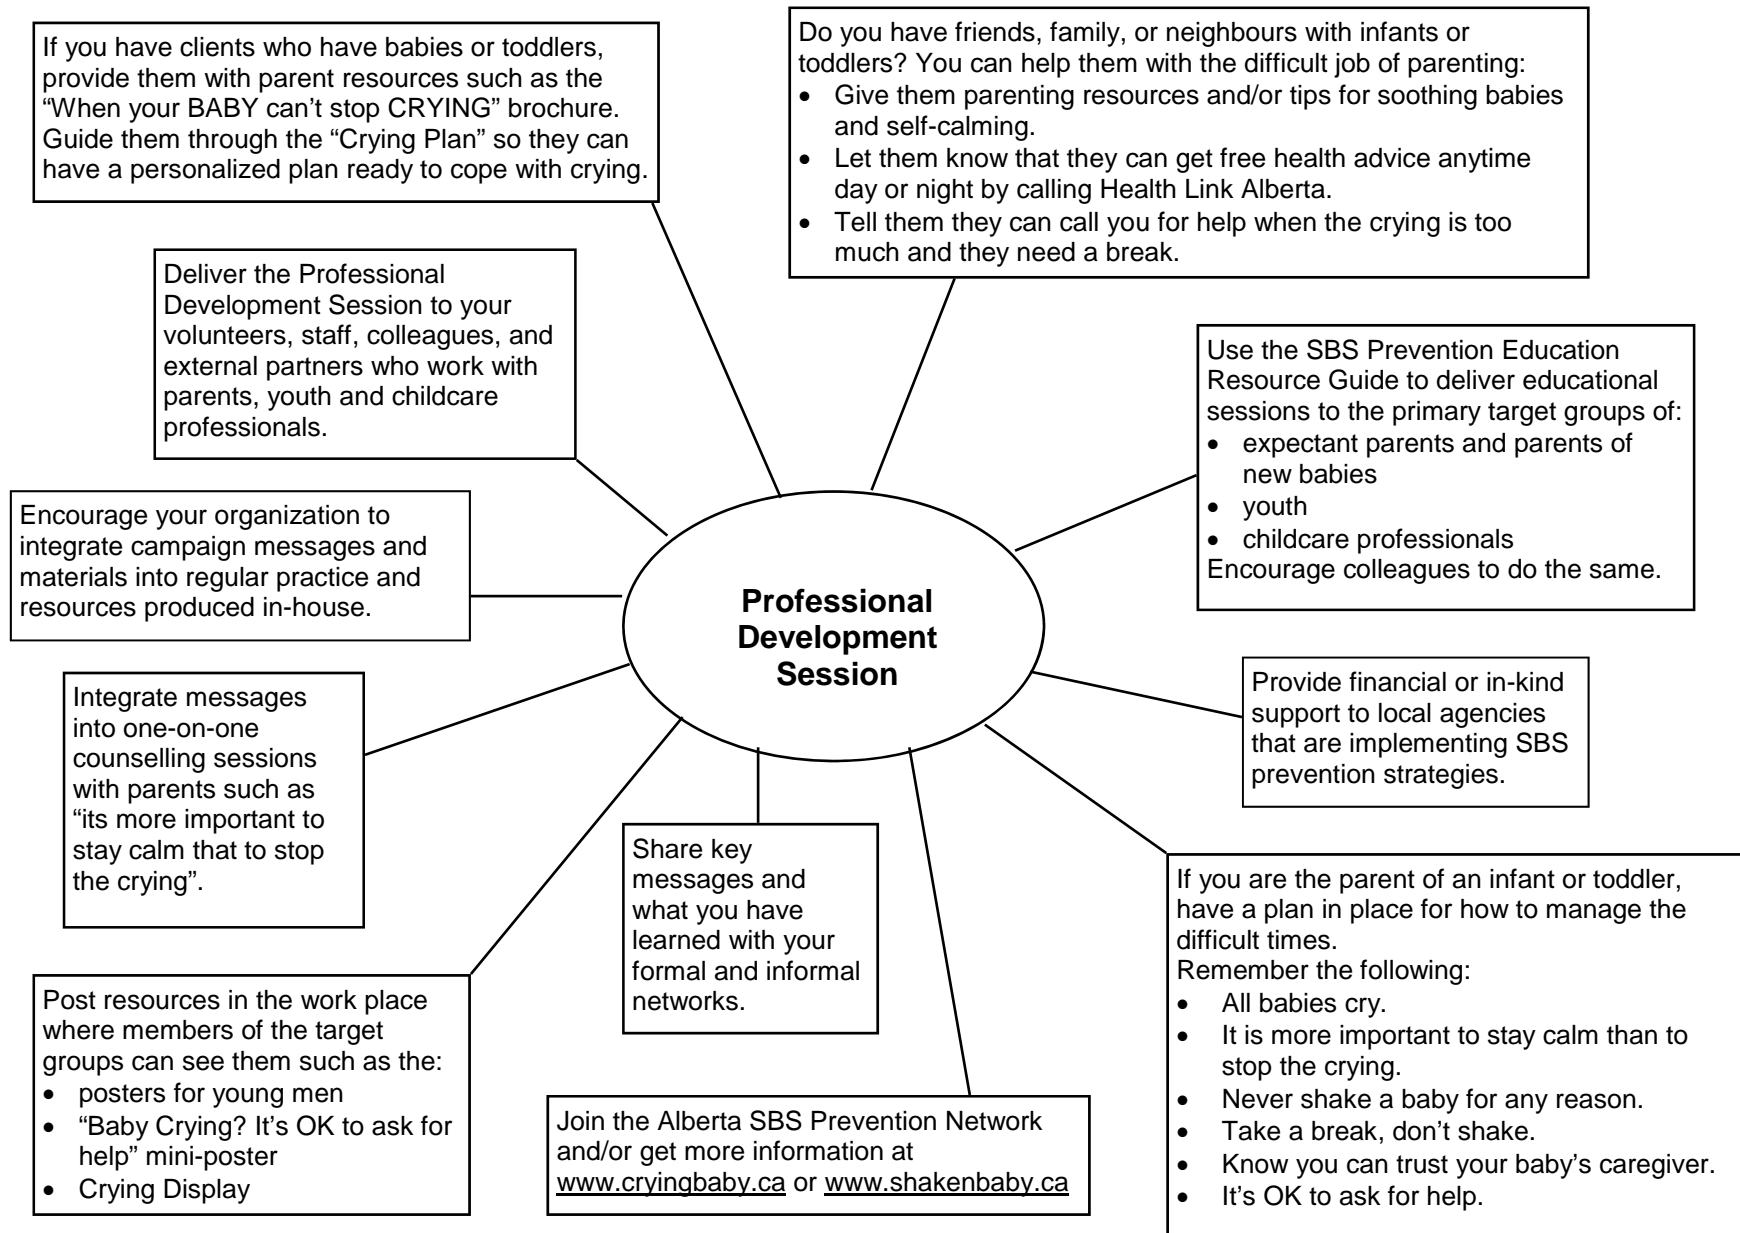 If you have clients who have babies or toddlers,
provide them with parent resources such as the
“When your BABY can’t stop CRYING” brochure.
Guide them through the “Crying Plan” so they can
have a personalized plan ready to cope with crying.
Do you have friends, family, or neighbours with infants or
toddlers? You can help them with the difficult job of parenting:
• Give them parenting resources and/or tips for soothing babies
and self-calming.
• Let them know that they can get free health advice anytime
day or night by calling Health Link Alberta.
• Tell them they can call you for help when the crying is too
much and they need a break.
Deliver the Professional
Development Session to your
volunteers, staff, colleagues, and
external partners who work with
parents, youth and childcare
professionals.
Use the SBS Prevention Education
Resource Guide to deliver educational
sessions to the primary target groups of:
• expectant parents and parents of
new babies
• youth
• childcare professionals
Encourage colleagues to do the same.
Encourage your organization to
integrate campaign messages and
materials into regular practice and
resources produced in-house.
Professional
Development
Session
Integrate messages
into one-on-one
counselling sessions
with parents such as
“its more important to
stay calm that to stop
the crying”.
Provide financial or in-kind
support to local agencies
that are implementing SBS
prevention strategies.
Share key
messages and
what you have
learned with your
formal and informal
networks.
If you are the parent of an infant or toddler,
have a plan in place for how to manage the
difficult times.
Remember the following:
• All babies cry.
• It is more important to stay calm than to
stop the crying.
• Never shake a baby for any reason.
• Take a break, don’t shake.
• Know you can trust your baby’s caregiver.
• It’s OK to ask for help.
Post resources in the work place
where members of the target
groups can see them such as the:
• posters for young men
• “Baby Crying? It’s OK to ask for
help” mini-poster
• Crying Display
Join the Alberta SBS Prevention Network
and/or get more information at
www.cryingbaby.ca or www.shakenbaby.ca